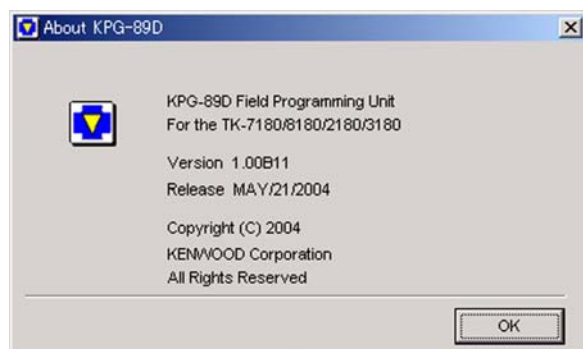 About KPG-89D
KPG-89D Field Programming Unit
For the TK-7180/8180/2180/3180
Version 1.00B11
Release MAY/21/2004
Copyright (C) 2004
KENWOOD Corporation
All Rights Reserved
OK